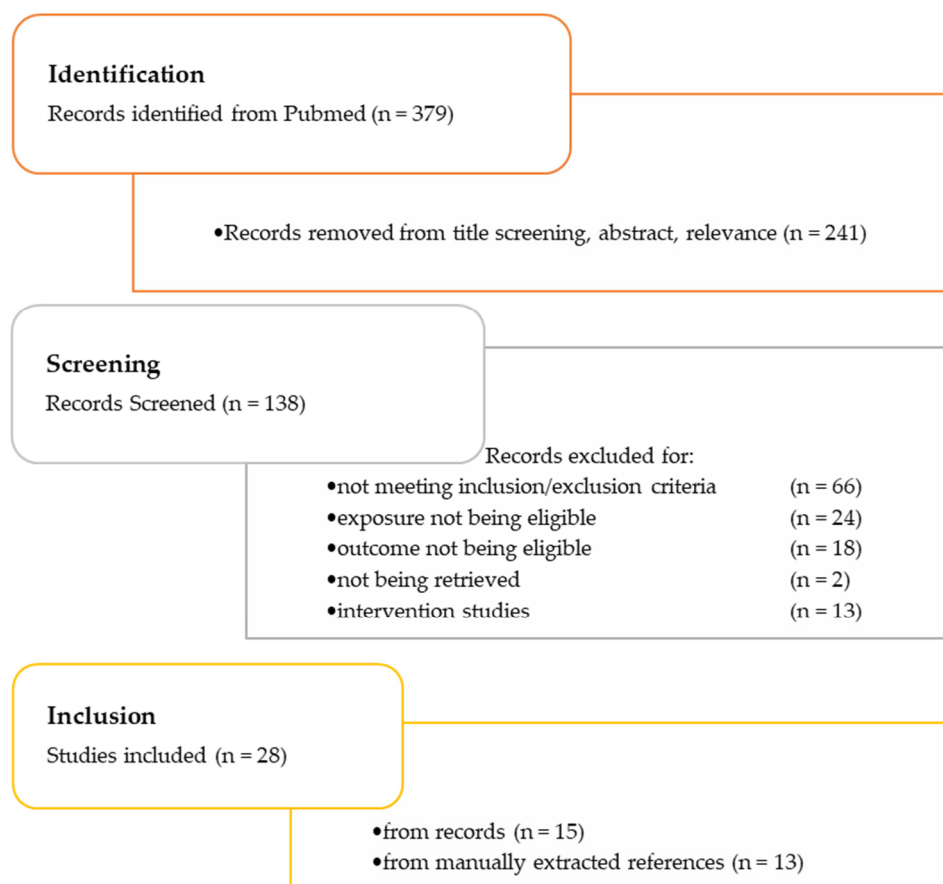 Identification
Records identified from Pubmed (n = 379)
•Records removed from title screening, abstract, relevance (n = 241)
Screening
Records Screened (n = 138)
Records excluded for:
•not meeting inclusion/exclusion criteria (n = 66)
•exposure not being eligible (n = 24)
•outcome not being eligible (n = 18)
•not being retrieved (n = 2)
•intervention studies (n = 13)
Inclusion
Studies included (n = 28)
•from records (n = 15)
•from manually extracted references (n = 13)